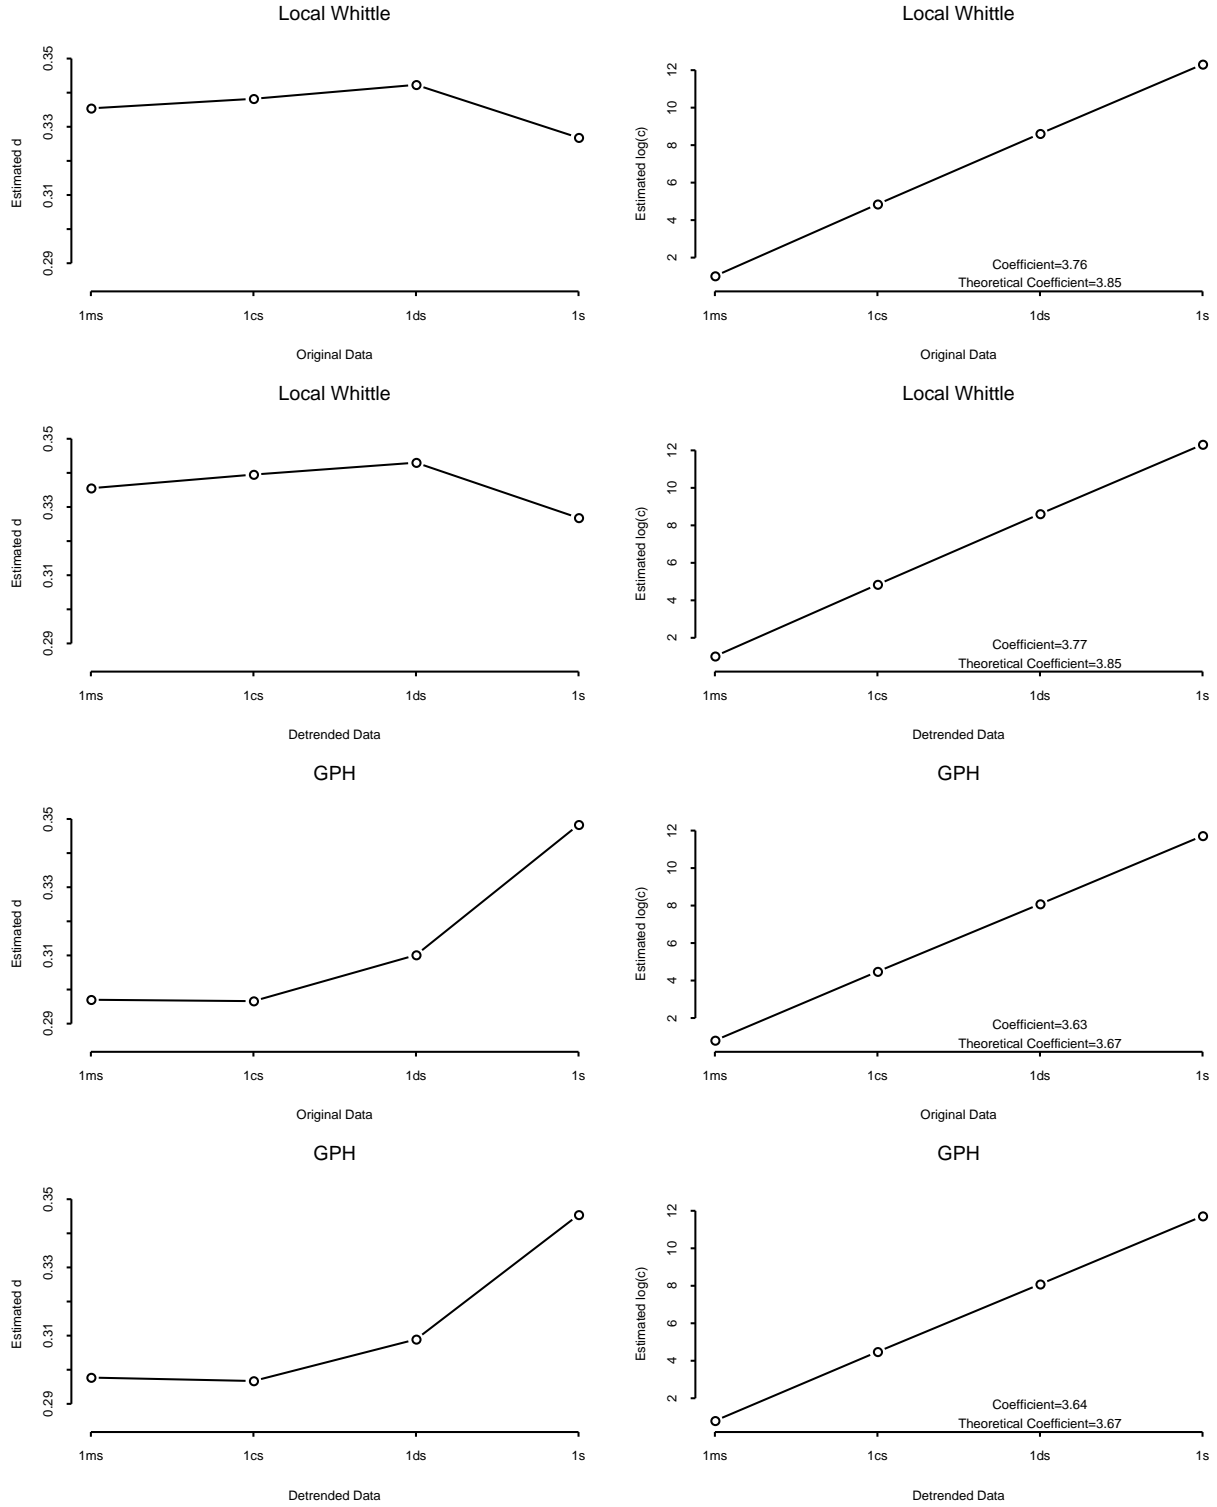 Local Whittle
0.35
0.33
0.31
0.29
Estimated d
1ms 1cs 1ds 1s
Original Data
Local Whittle
12
10
8
6
4
2
Estimated log(c)
Coefficient=3.76
Theoretical Coefficient=3.85
1ms 1cs 1ds 1s
Original Data
Local Whittle
0.35
0.33
0.31
0.29
Estimated d
1ms 1cs 1ds 1s
Detrended Data
Local Whittle
12
10
8
6
4
2
Estimated log(c)
Coefficient=3.77
Theoretical Coefficient=3.85
1ms 1cs 1ds 1s
Detrended Data
GPH
0.35
0.33
0.31
0.29
Estimated d
1ms 1cs 1ds 1s
Original Data
GPH
12
10
8
6
4
2
Estimated log(c)
Coefficient=3.63
Theoretical Coefficient=3.67
1ms 1cs 1ds 1s
Original Data
GPH
0.35
0.33
0.31
0.29
Estimated d
1ms 1cs 1ds 1s
Detrended Data
GPH
12
10
8
6
4
2
Estimated log(c)
Coefficient=3.64
Theoretical Coefficient=3.67
1ms 1cs 1ds 1s
Detrended Data